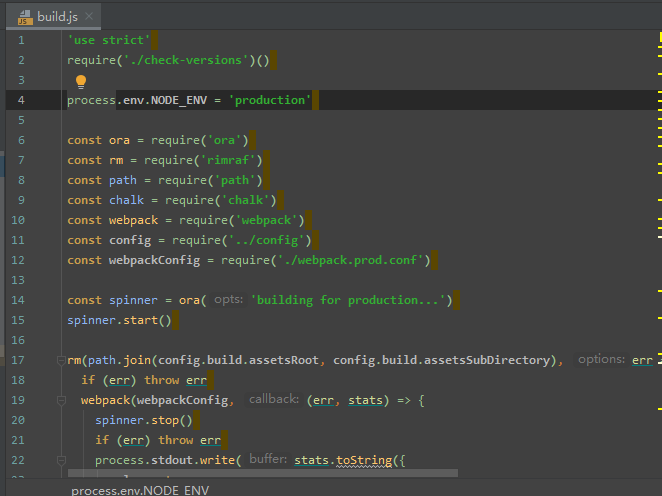 build.js
1 'use strict'
2 require('./check-versions')()
3
4 process.env.NODE_ENV = 'production'
5
6 const ora = require('ora')
7 const rm = require('rimraf')
8 const path = require('path')
9 const chalk = require('chalk')
10 const webpack = require('webpack')
11 const config = require('../config')
12 const webpackConfig = require('./webpack.prod.conf')
13
14 const spinner = ora( opts: 'building for production...')
15 spinner.start()
16
17 rm(path.join(config.build.assetsRoot, config.build.assetsSubDirectory), options: err
18 if (err) throw err
19 webpack(webpackConfig, callback: (err, stats) => {
20 spinner.stop()
21 if (err) throw err
22 process.stdout.write( buffer: stats.toString({
process.env.NODE_ENV